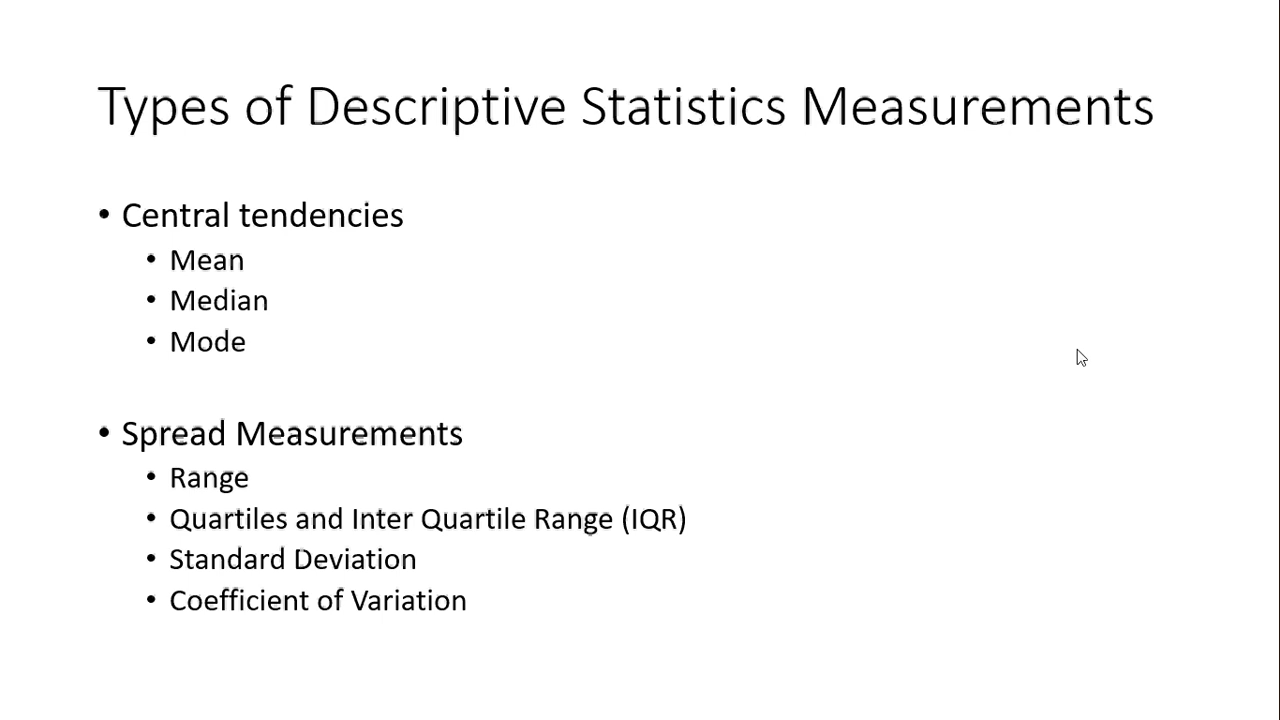 Types of Descriptive Statistics Measurements
• Central tendencies
• Mean
• Median
• Mode
• Spread Measurements
• Range
• Quartiles and Inter Quartile Range (IQR)
• Standard Deviation
• Coefficient of Variation